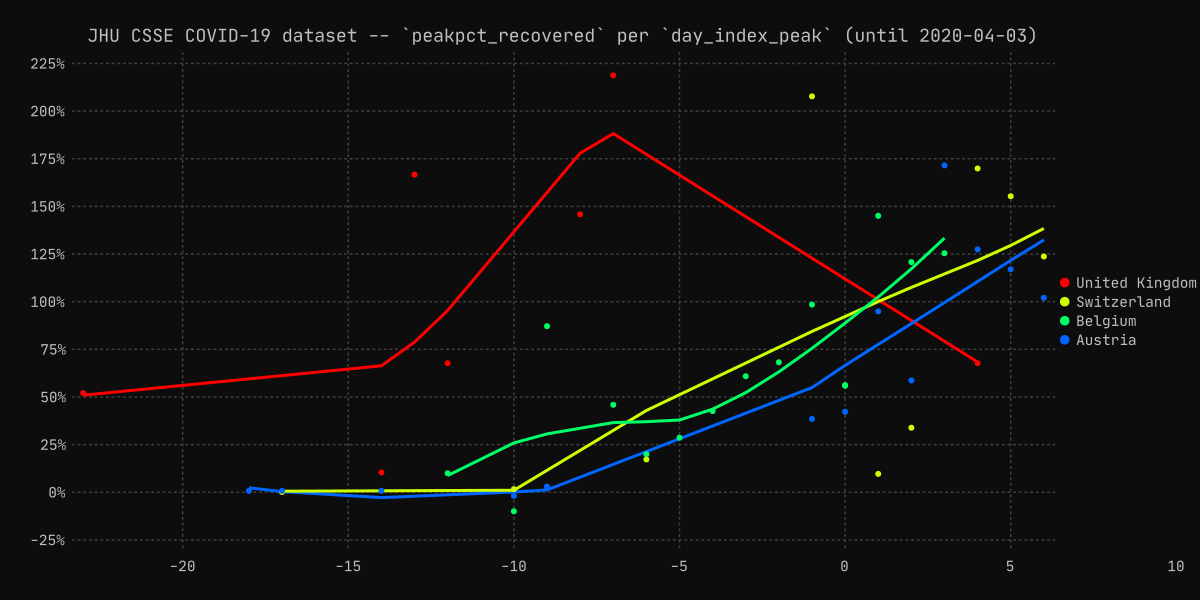 JHU CSSE COVID-19 dataset -- `peakpct_recovered` per `day_index_peak` (until 2020-04-03)
225%
200%
175%
150%
125%
100%
75%
50%
25%
0%
-25%
-20 -15 -10 -5 0 5 10
United Kingdom
Switzerland
Belgium
Austria